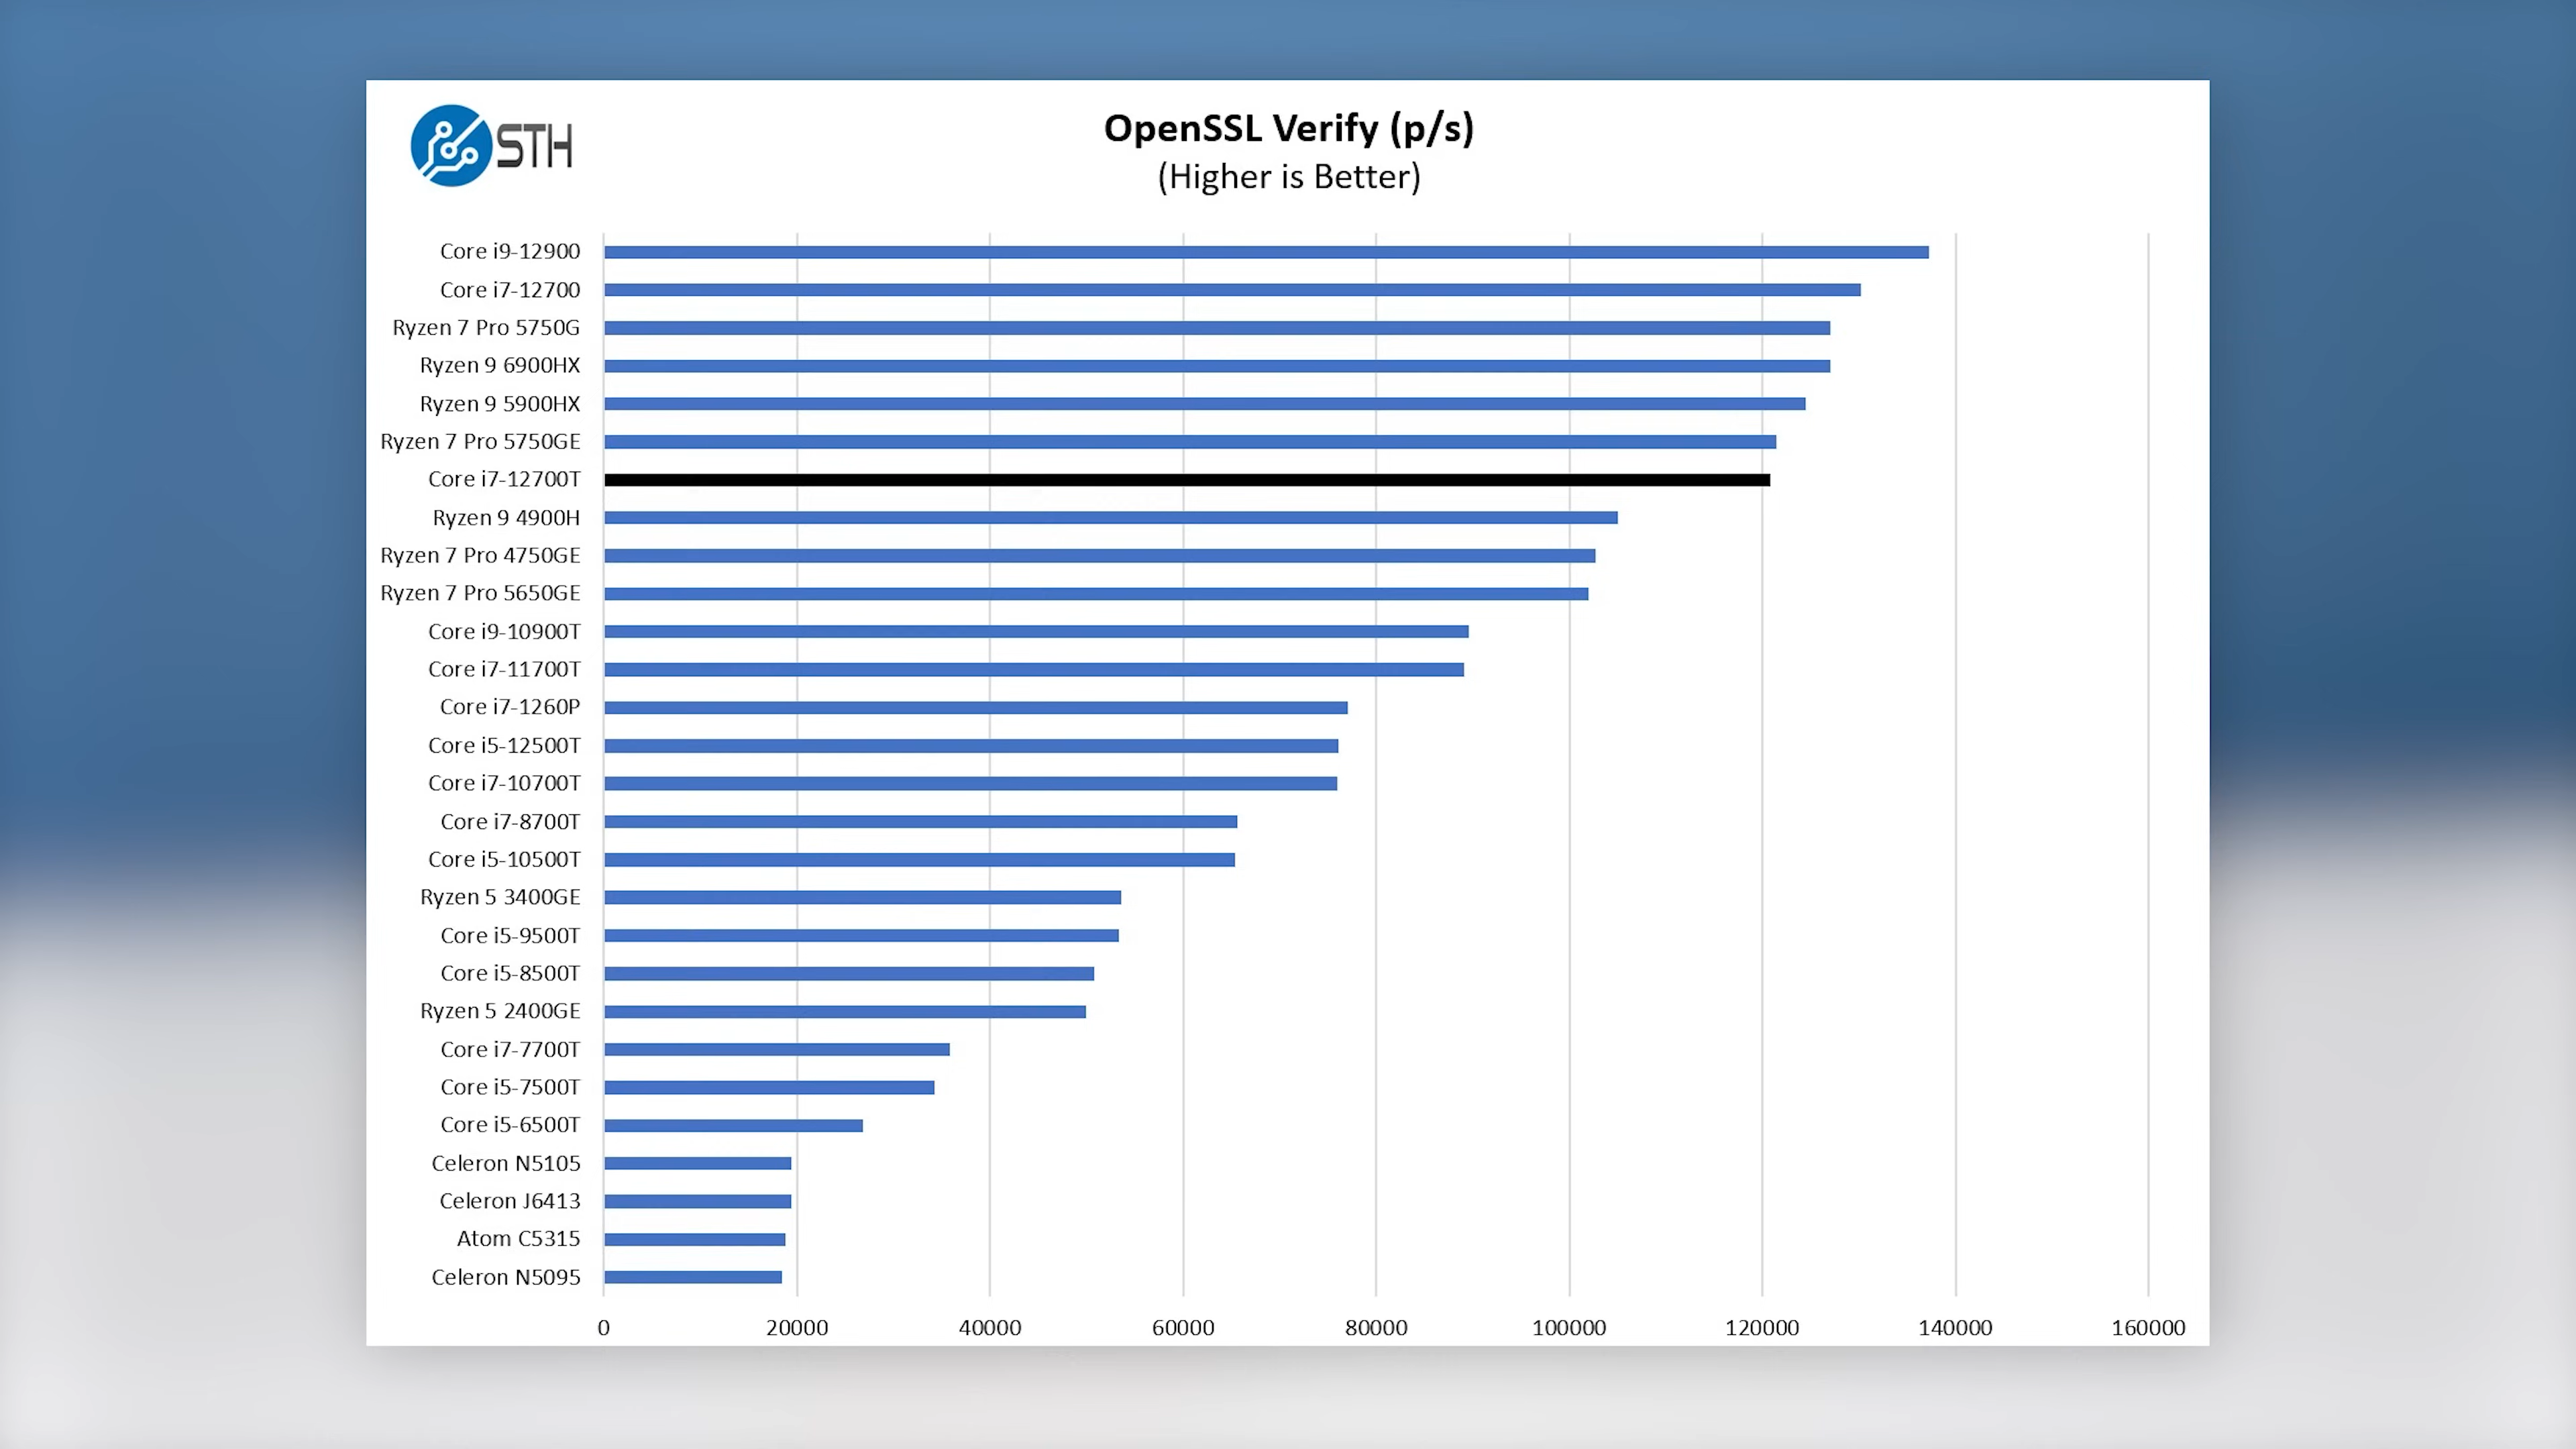 STH
OpenSSL Verify (p/s)
(Higher is Better)
Core i9-12900
Core i7-12700
Ryzen 7 Pro 5750G
Ryzen 9 6900HX
Ryzen 9 5900HX
Ryzen 7 Pro 5750GE
Core i7-12700T
Ryzen 9 4900H
Ryzen 7 Pro 4750GE
Ryzen 7 Pro 5650GE
Core i9-10900T
Core i7-11700T
Core i7-1260P
Core i5-12500T
Core i7-10700T
Core i7-8700T
Core i5-10500T
Ryzen 5 3400GE
Core i5-9500T
Core i5-8500T
Ryzen 5 2400GE
Core i7-7700T
Core i5-7500T
Core i5-6500T
Celeron N5105
Celeron J6413
Atom C5315
Celeron N5095
0 20000 40000 60000 80000 100000 120000 140000 160000